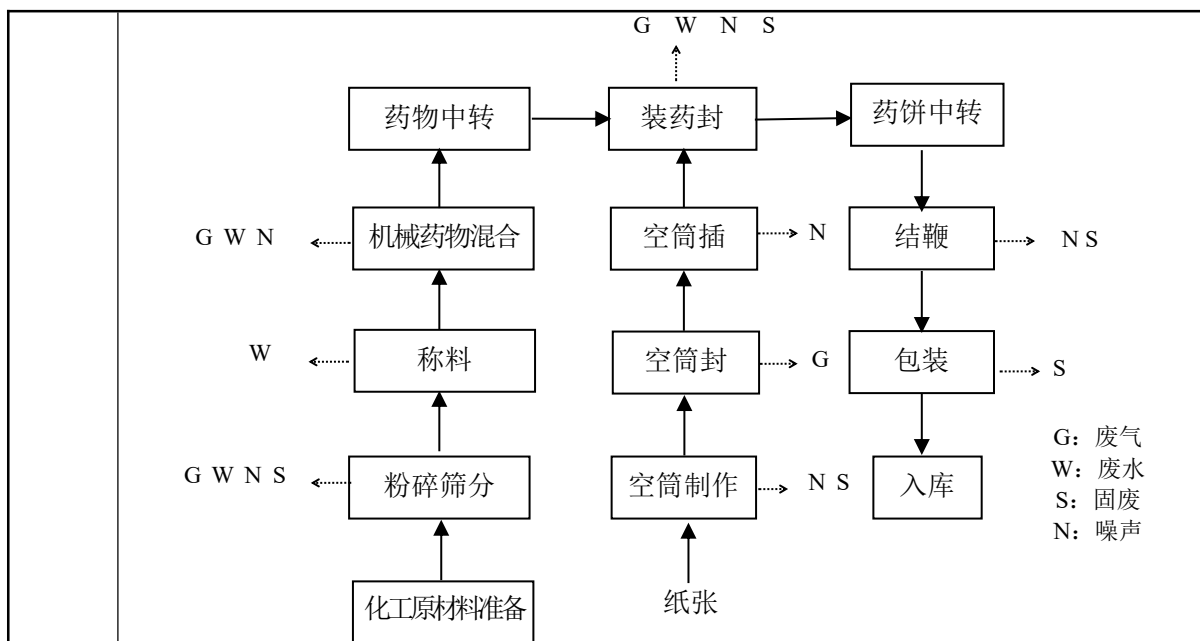 G W N S
药物中转
装药封
药饼中转
G W N
机械药物混合
空筒插
N
结鞭
N S
W
称料
空筒封
G
包装
S
G W N S
粉碎筛分
空筒制作
N S
入库
G：废气
W：废水
S：固废
N：噪声
化工原材料准备
纸张